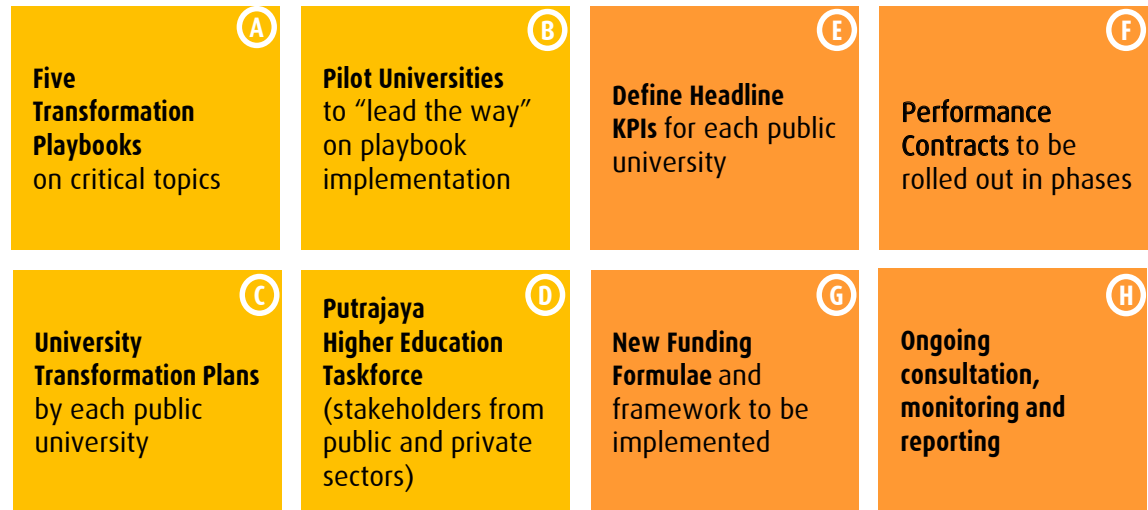 A
Five
Transformation
Playbooks
on critical topics
B
Pilot Universities
to “lead the way”
on playbook
implementation
E
Define Headline
KPIs for each public
university
F
Performance
Contracts to be
rolled out in phases
C
University
Transformation Plans
by each public
university
D
Putrajaya
Higher Education
Taskforce
(stakeholders from
public and private
sectors)
G
New Funding
Formulae and
framework to be
implemented
H
Ongoing
consultation,
monitoring and
reporting